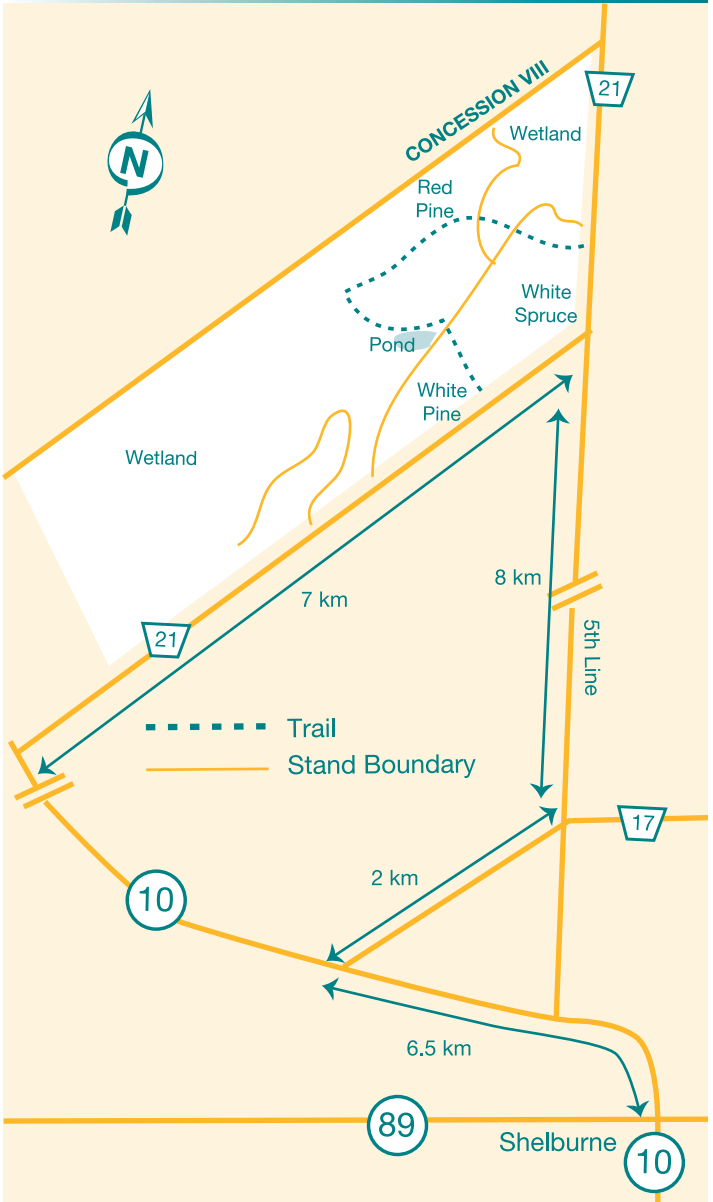 CONCESSION VIII
21
N
Wetland
Red
Pine
White
Spruce
Pond
White
Pine
Wetland
7 km
8 km
21
5th Line
Trail
Stand Boundary
17
2 km
10
6.5 km
89
Shelburne
10